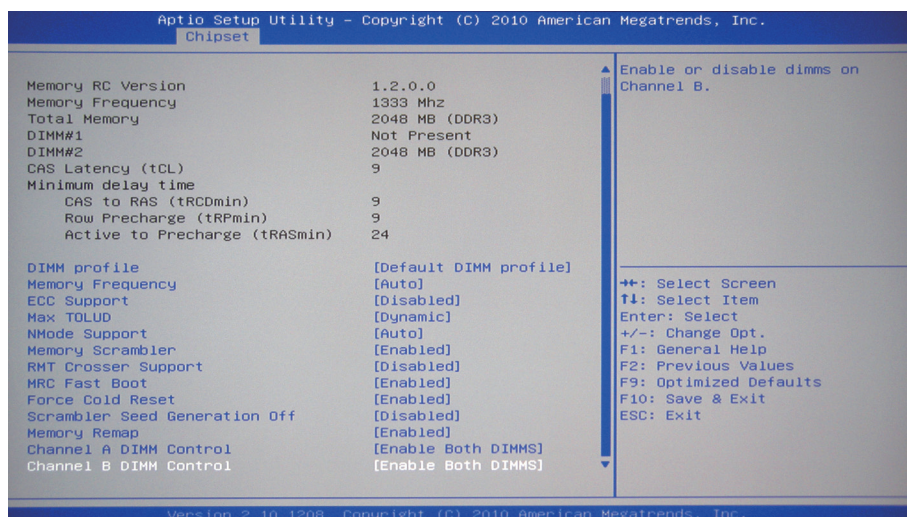 Aptio Setup Utility – Copyright (C) 2010 American Megatrends, Inc.
Chipset
Memory RC Version 1.2.0.0
Memory Frequency 1333 Mhz
Total Memory 2048 MB (DDR3)
DIMM#1 Not Present
DIMM#2 2048 MB (DDR3)
CAS Latency (tCL) 9
Minimum delay time
CAS to RAS (tRCDmin) 9
Row Precharge (tRPmin) 9
Active to Precharge (tRASmin) 24
DIMM profile [Default DIMM profile]
Memory Frequency [Auto]
ECC Support [Disabled]
Max TOLUD [Dynamic]
NMode Support [Auto]
Memory Scrambler [Enabled]
RMT Crosser Support [Disabled]
MRC Fast Boot [Enabled]
Force Cold Reset [Enabled]
Scrambler Seed Generation Off [Disabled]
Memory Remap [Enabled]
Channel A DIMM Control [Enable Both DIMMS]
Channel B DIMM Control [Enable Both DIMMS]
Enable or disable dimms on
Channel B.
→←: Select Screen
↑↓: Select Item
Enter: Select
+/-: Change Opt.
F1: General Help
F2: Previous Values
F9: Optimized Defaults
F10: Save & Exit
ESC: Exit
Version 2.10.1208. Copyright (C) 2010 American Megatrends, Inc.